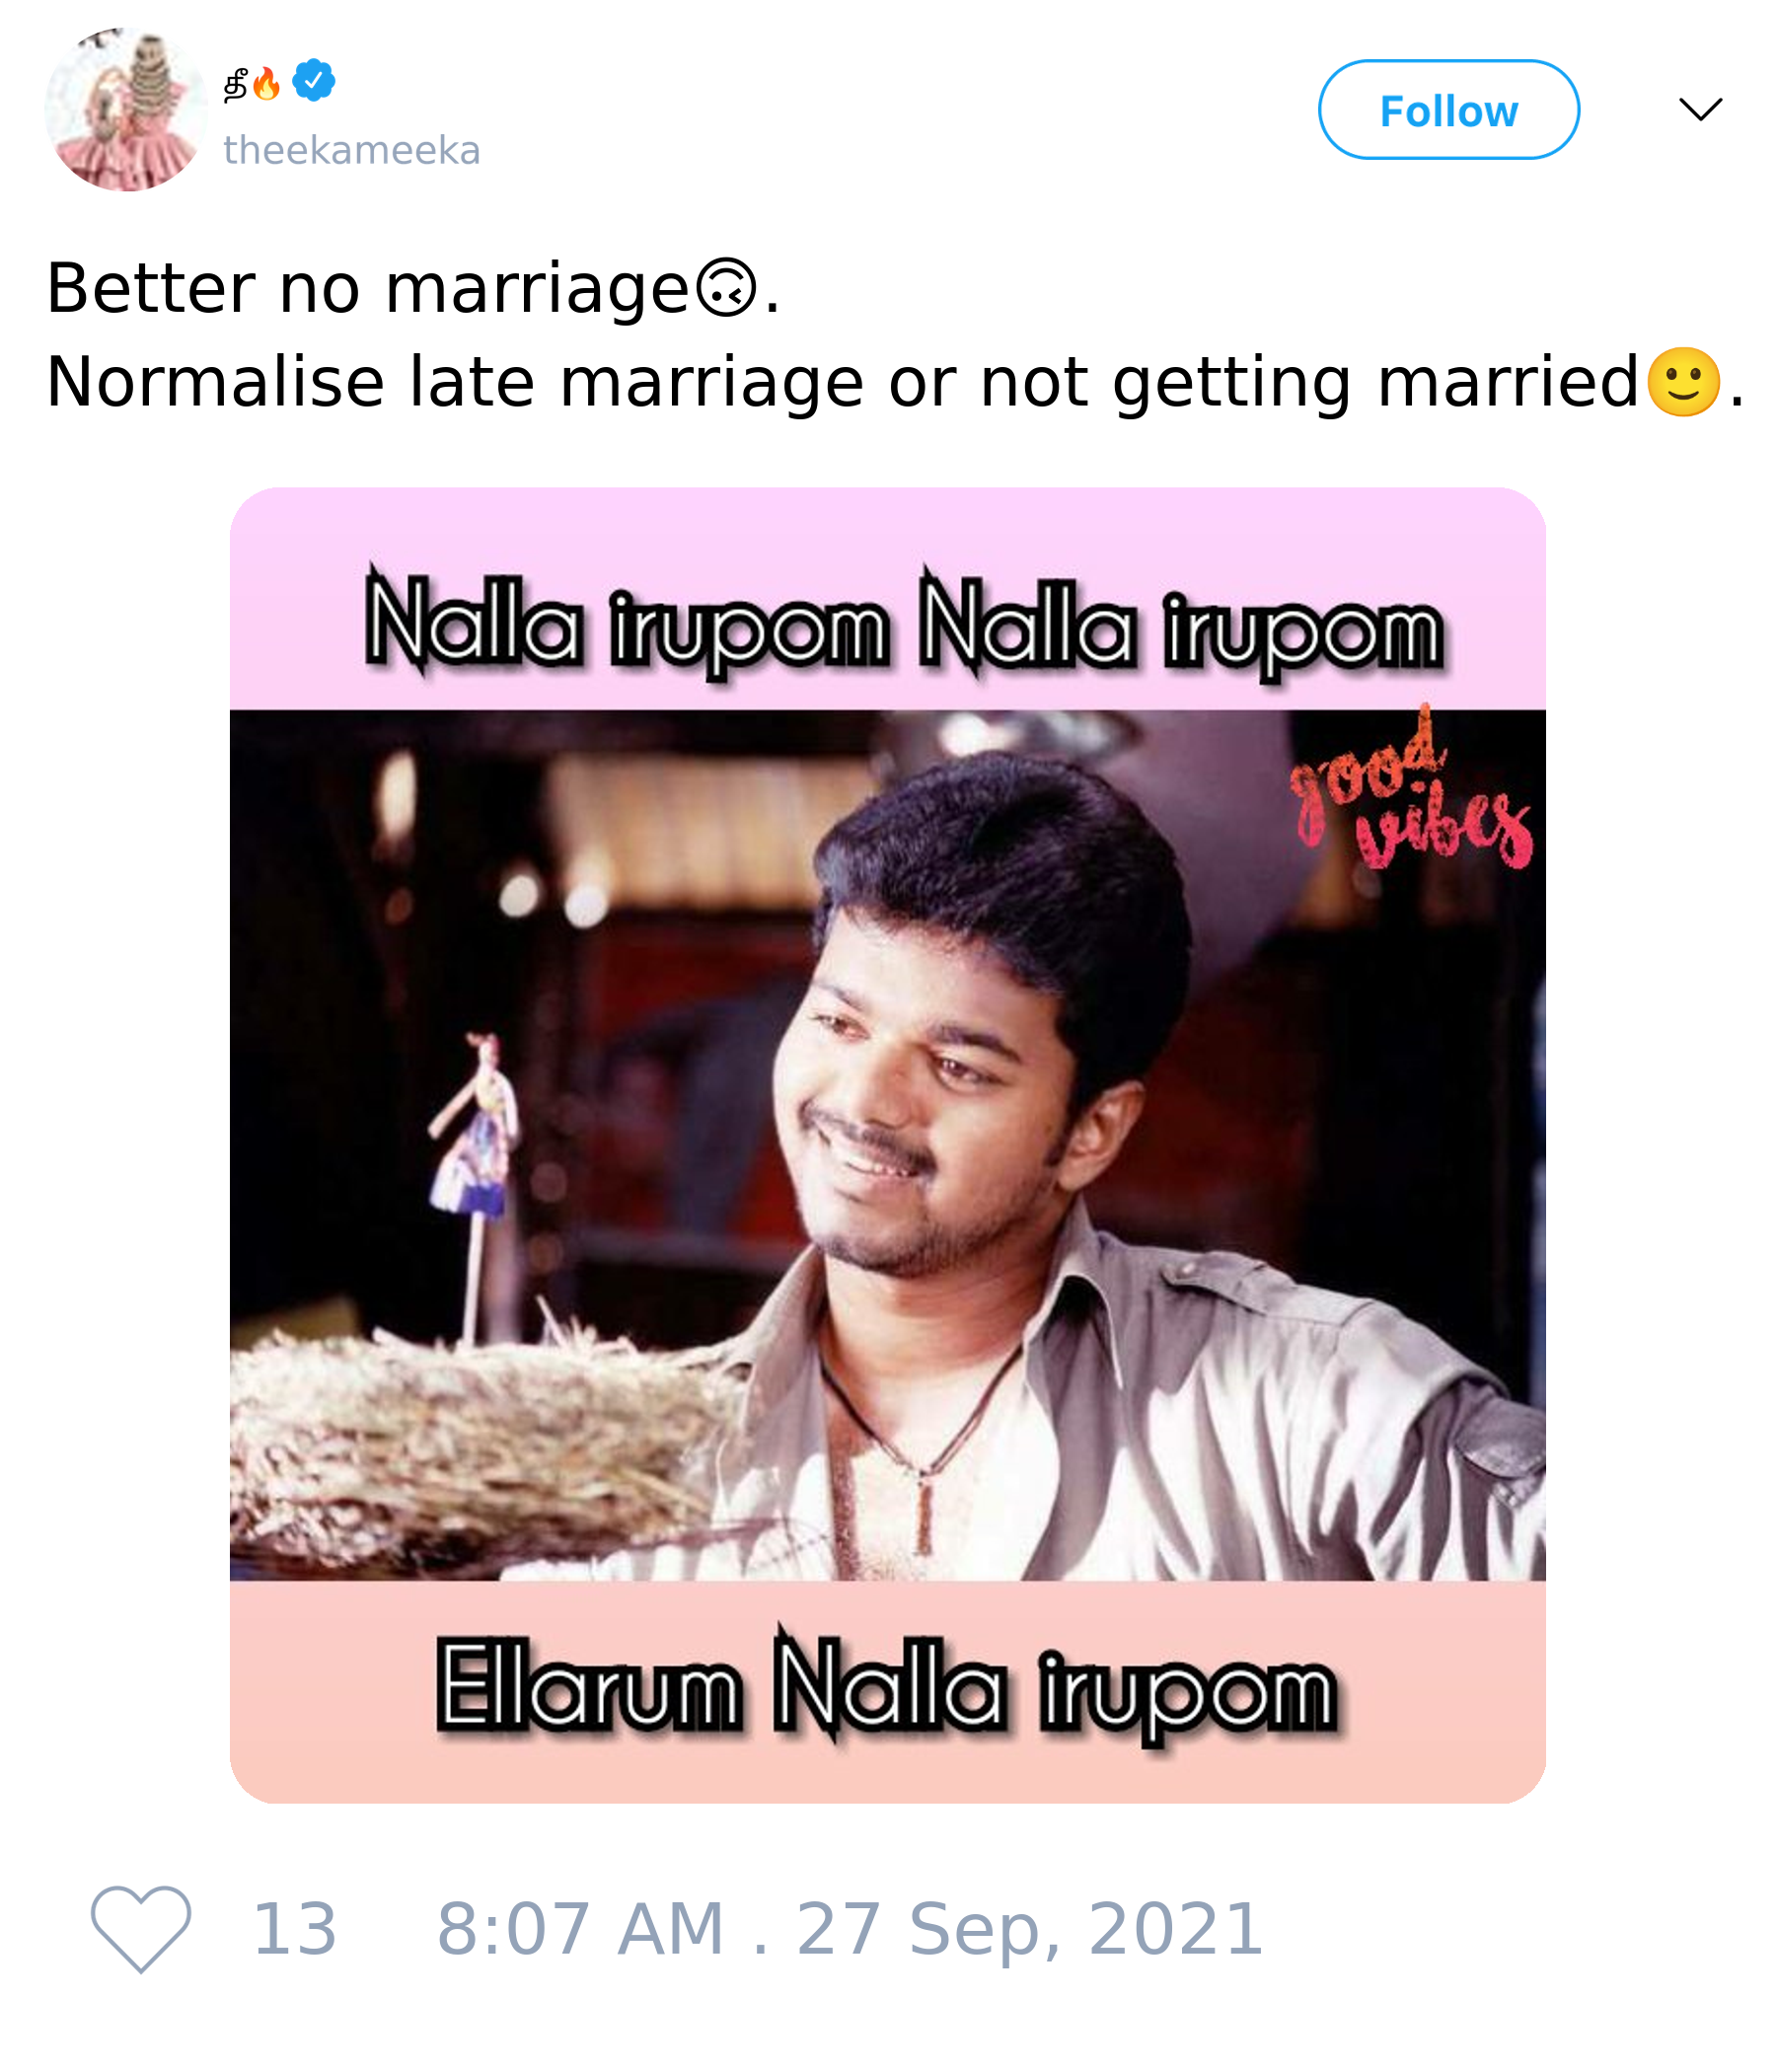 தீ🔥
theekameeka
Follow
Better no marriage🙃.
Normalise late marriage or not getting married🙂.
Nalla irupom Nalla irupom
good
vibes
Ellarum Nalla irupom
13 8:07 AM . 27 Sep, 2021